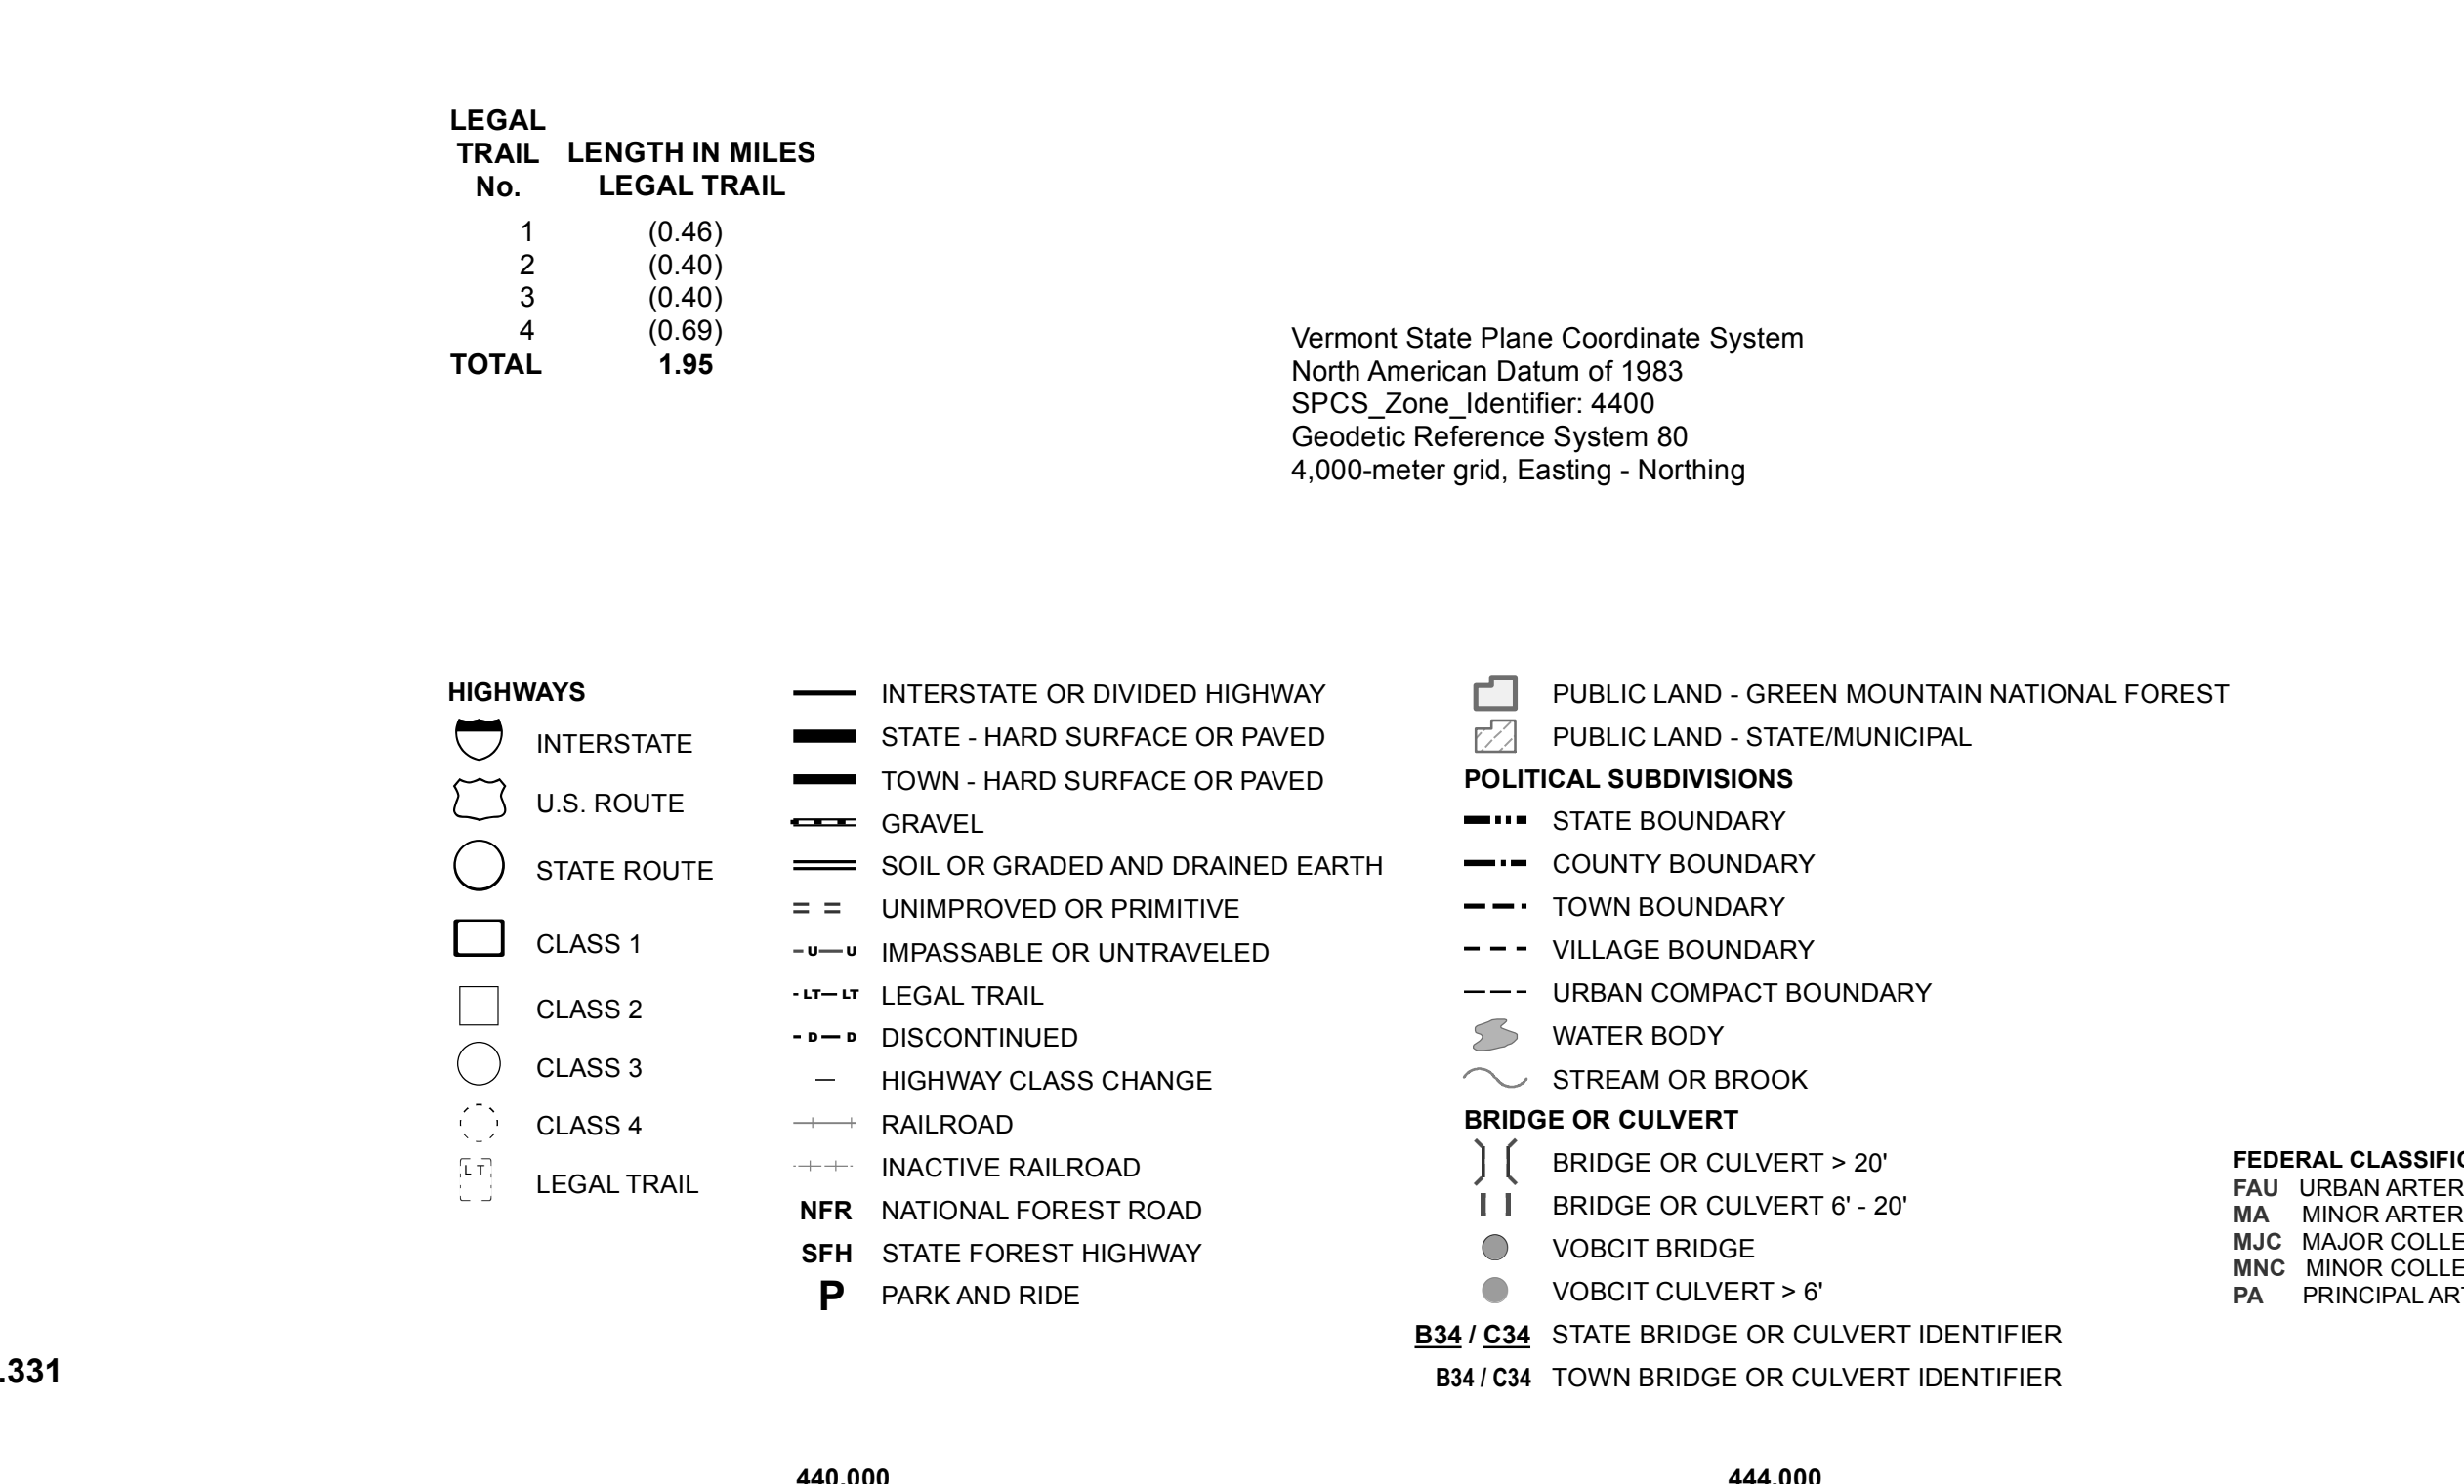 LEGAL
TRAIL LENGTH IN MILES
No. LEGAL TRAIL
1 (0.46)
2 (0.40)
3 (0.40)
4 (0.69)
TOTAL 1.95
Vermont State Plane Coordinate System
North American Datum of 1983
SPCS_Zone_Identifier: 4400
Geodetic Reference System 80
4,000-meter grid, Easting - Northing
HIGHWAYS
INTERSTATE
U.S. ROUTE
STATE ROUTE
CLASS 1
CLASS 2
CLASS 3
CLASS 4
LT LEGAL TRAIL
INTERSTATE OR DIVIDED HIGHWAY
STATE - HARD SURFACE OR PAVED
TOWN - HARD SURFACE OR PAVED
GRAVEL
SOIL OR GRADED AND DRAINED EARTH
UNIMPROVED OR PRIMITIVE
U U IMPASSABLE OR UNTRAVELED
LT LT LEGAL TRAIL
D D DISCONTINUED
HIGHWAY CLASS CHANGE
RAILROAD
INACTIVE RAILROAD
NFR NATIONAL FOREST ROAD
SFH STATE FOREST HIGHWAY
P PARK AND RIDE
PUBLIC LAND - GREEN MOUNTAIN NATIONAL FOREST
PUBLIC LAND - STATE/MUNICIPAL
POLITICAL SUBDIVISIONS
STATE BOUNDARY
COUNTY BOUNDARY
TOWN BOUNDARY
VILLAGE BOUNDARY
URBAN COMPACT BOUNDARY
WATER BODY
STREAM OR BROOK
BRIDGE OR CULVERT
BRIDGE OR CULVERT > 20'
BRIDGE OR CULVERT 6' - 20'
VOBCIT BRIDGE
VOBCIT CULVERT > 6'
B34 / C34 STATE BRIDGE OR CULVERT IDENTIFIER
B34 / C34 TOWN BRIDGE OR CULVERT IDENTIFIER
FEDERAL
FAU URBAN
MA MINOR
MJC MAJOR
MNC MINOR
PA PRINCIPAL
.331
440,000
444,000